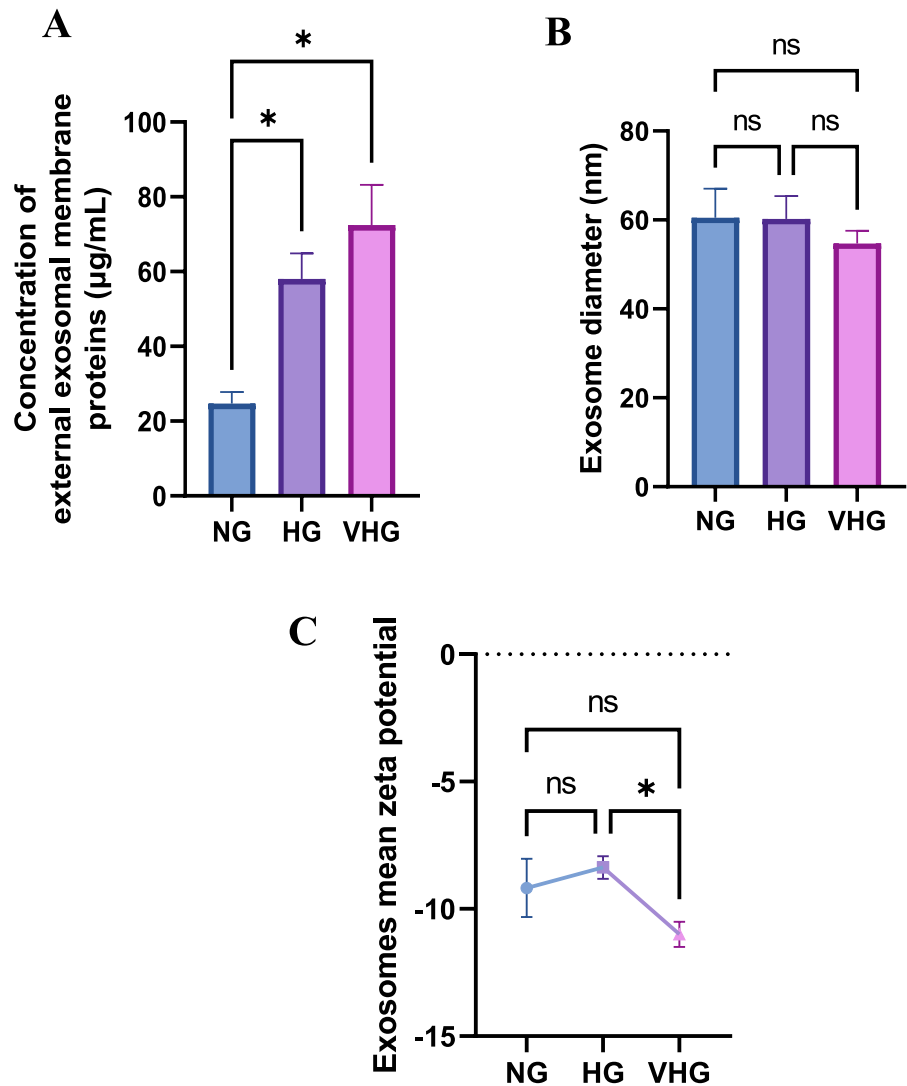 A
Concentration of
external exosomal membrane
proteins (µg/mL)
100
80
60
40
20
0
*
*
NG HG VHG
B
Exosome diameter (nm)
80
60
40
20
0
ns
ns ns
NG HG VHG
C
Exosomes mean zeta potential
0
-5
-10
-15
ns
ns *
NG HG VHG